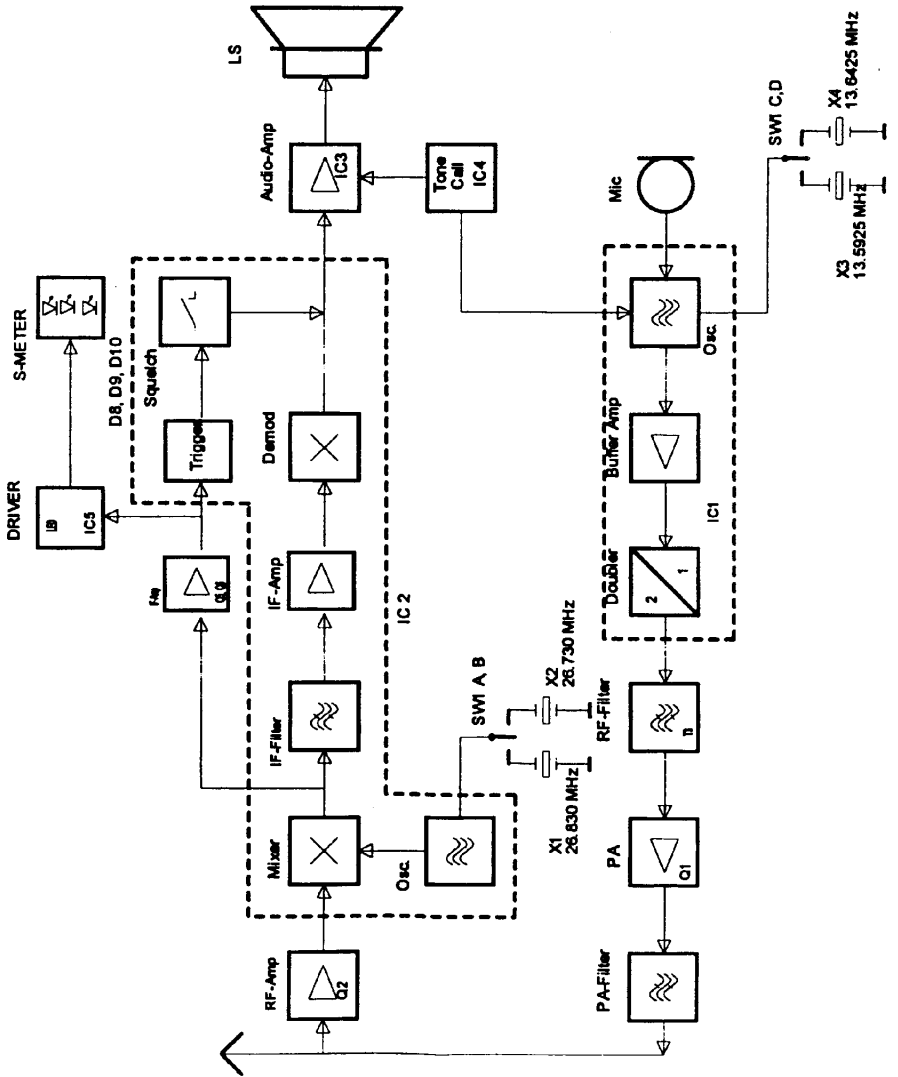 LS
Audio-Amp
IC3
Tone
Call
IC4
Mic
SW1 C,D
X3
13.5925 MHz
X4
13.6425 MHz
S-METER
D8, D9, D10
Squelch
Trigger
DRIVER
IC5
Demod
IF-Amp
IF-Filter
Mixer
IC 2
Osc.
SW1 A, B
X1
26.830 MHz
X2
26.730 MHz
RF-Amp
Q2
Osc.
Buffer Amp
IC1
Doubler
2
1
RF-Filter
PA
Q1
PA-Filter